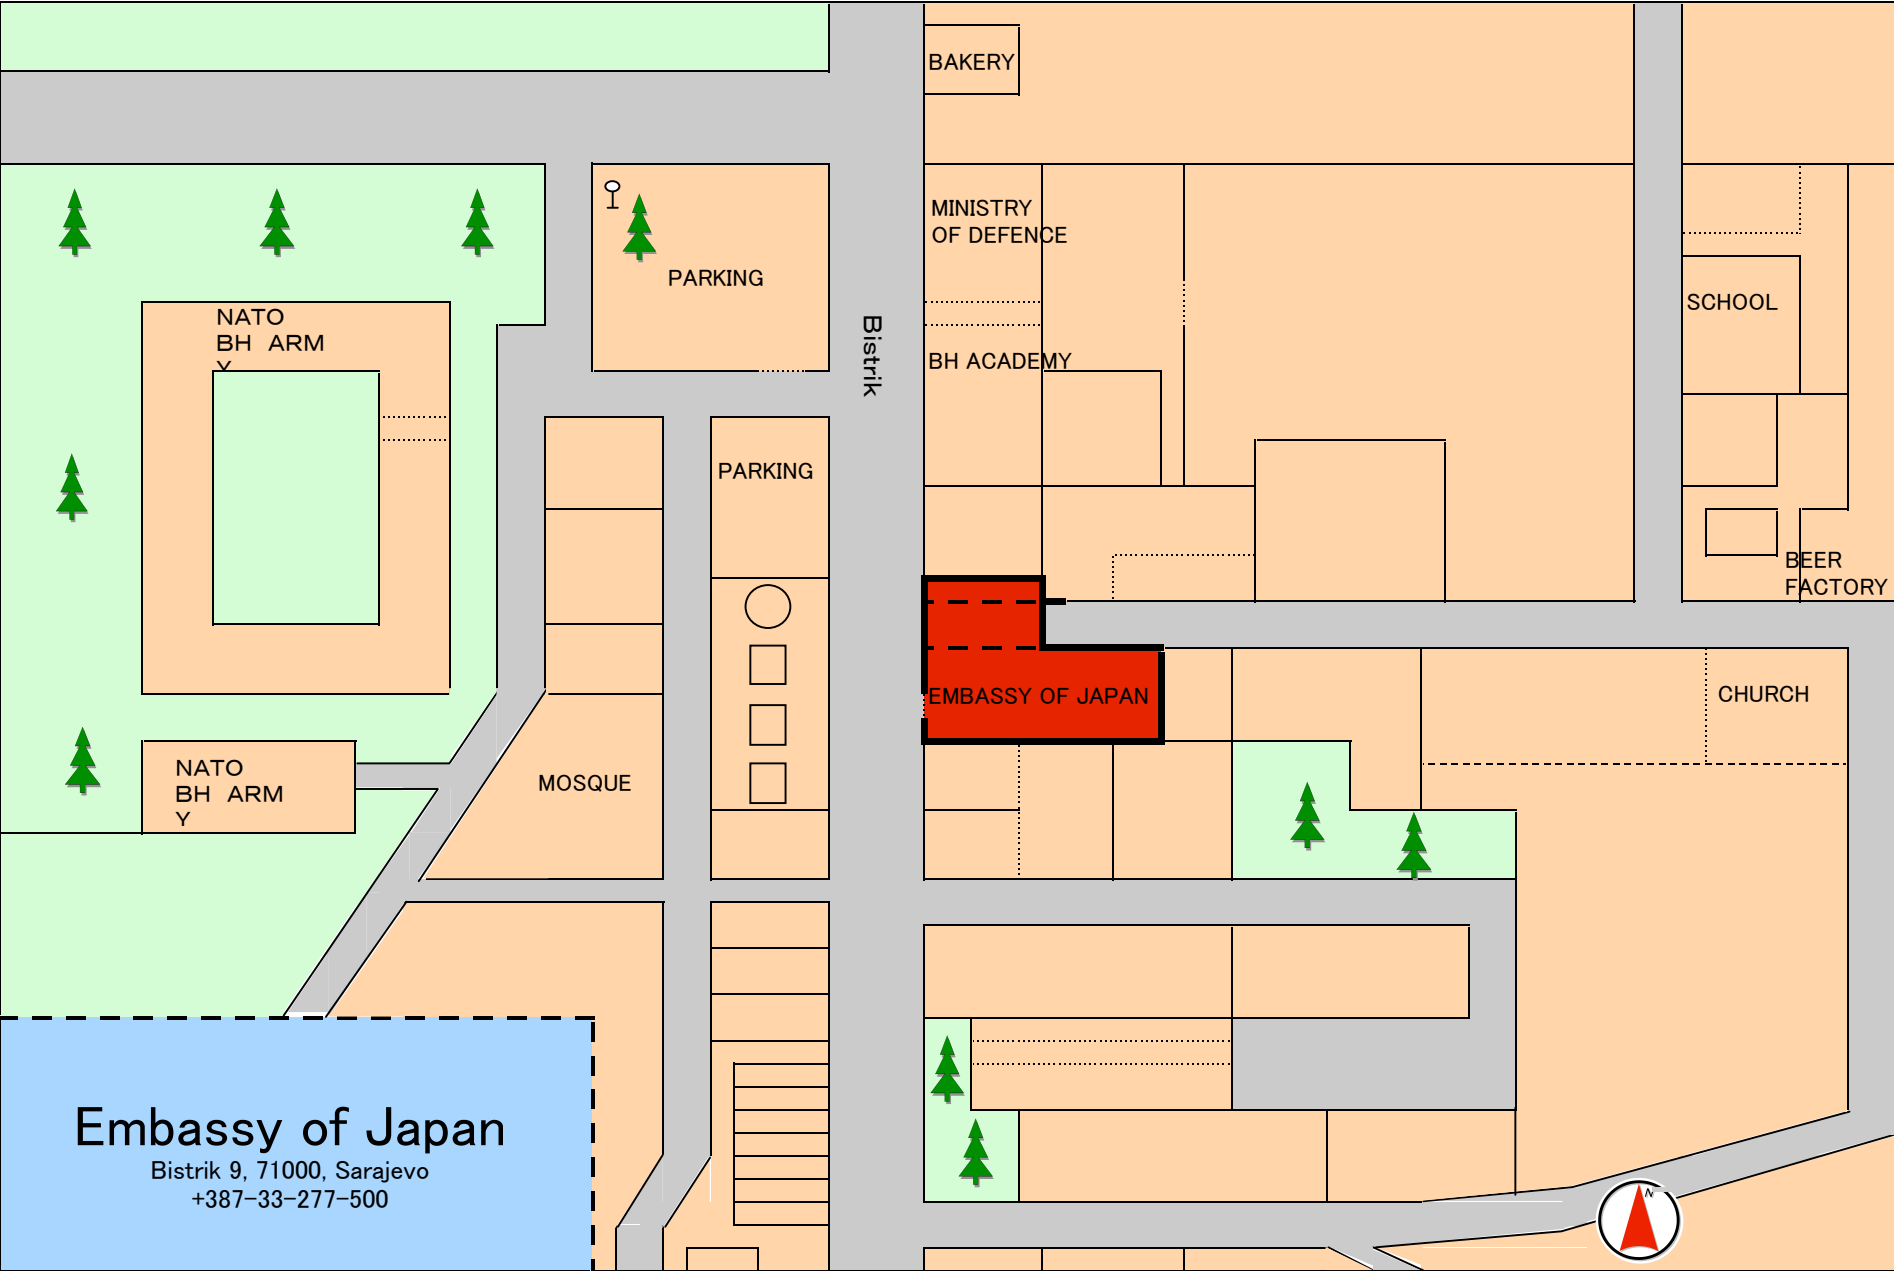 BAKERY
MINISTRY
OF DEFENCE
PARKING
NATO
BH ARM
Y
SCHOOL
Bistrik
BH ACADEMY
PARKING
BEER
FACTORY
EMBASSY OF JAPAN
CHURCH
NATO
BH ARM
Y
MOSQUE
Embassy of Japan
Bistrik 9, 71000, Sarajevo
+387-33-277-500
N